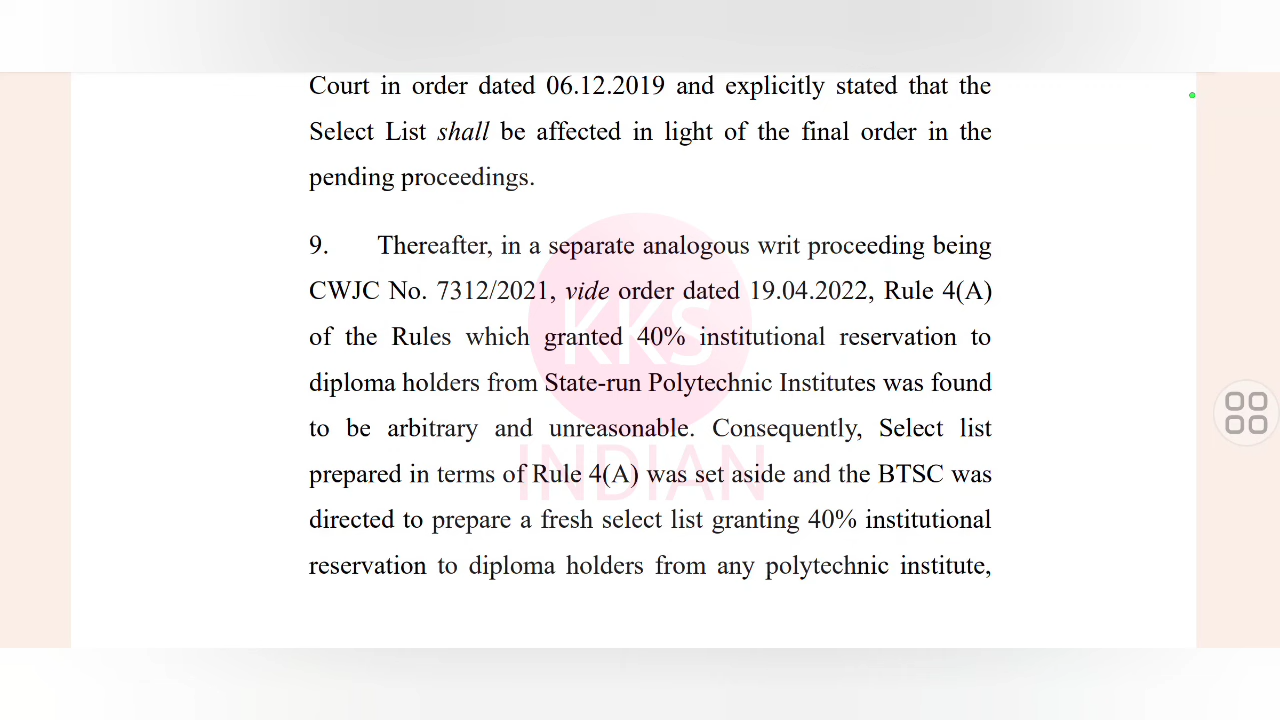 Court in order dated 06.12.2019 and explicitly stated that the
Select List shall be affected in light of the final order in the
pending proceedings.
9. Thereafter, in a separate analogous writ proceeding being
CWJC No. 7312/2021, vide order dated 19.04.2022, Rule 4(A)
of the Rules which granted 40% institutional reservation to
diploma holders from State-run Polytechnic Institutes was found
to be arbitrary and unreasonable. Consequently, Select list
prepared in terms of Rule 4(A) was set aside and the BTSC was
directed to prepare a fresh select list granting 40% institutional
reservation to diploma holders from any polytechnic institute,
KKS
INDIAN